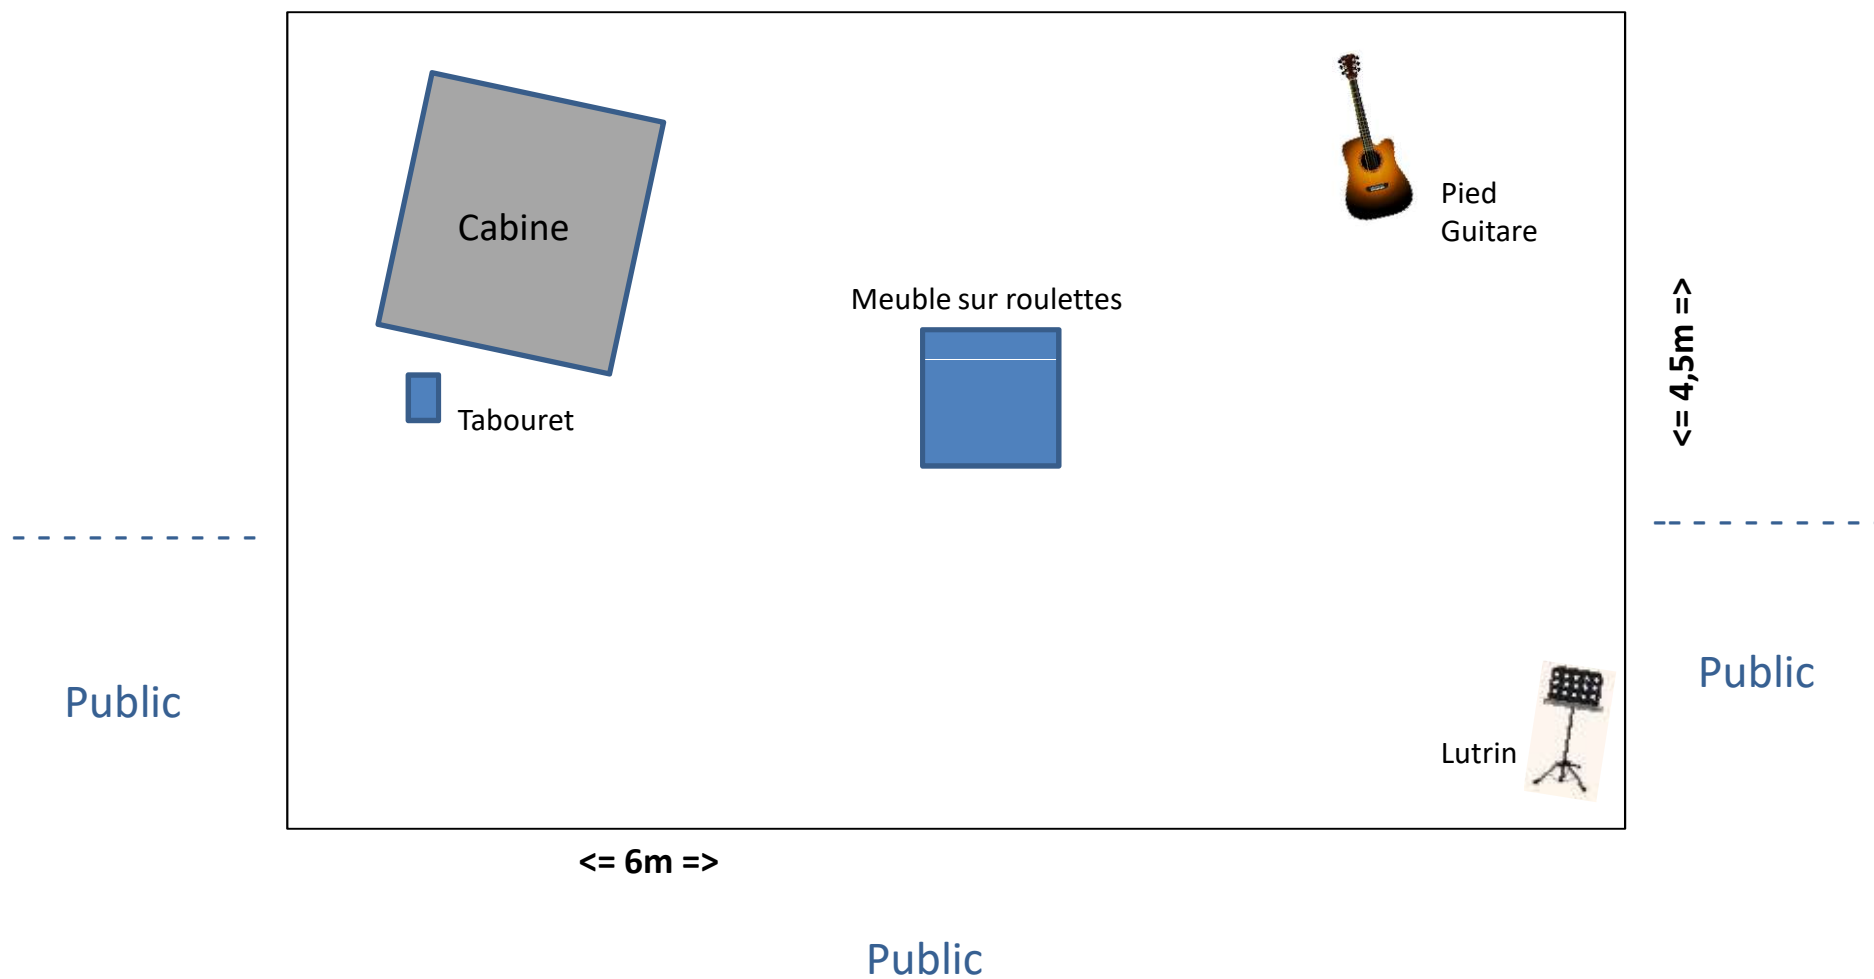 Cabine
Pied
Guitare
Meuble sur roulettes
<= 4,5m =>
Tabouret
Public
Public
Lutrin
<= 6m =>
Public